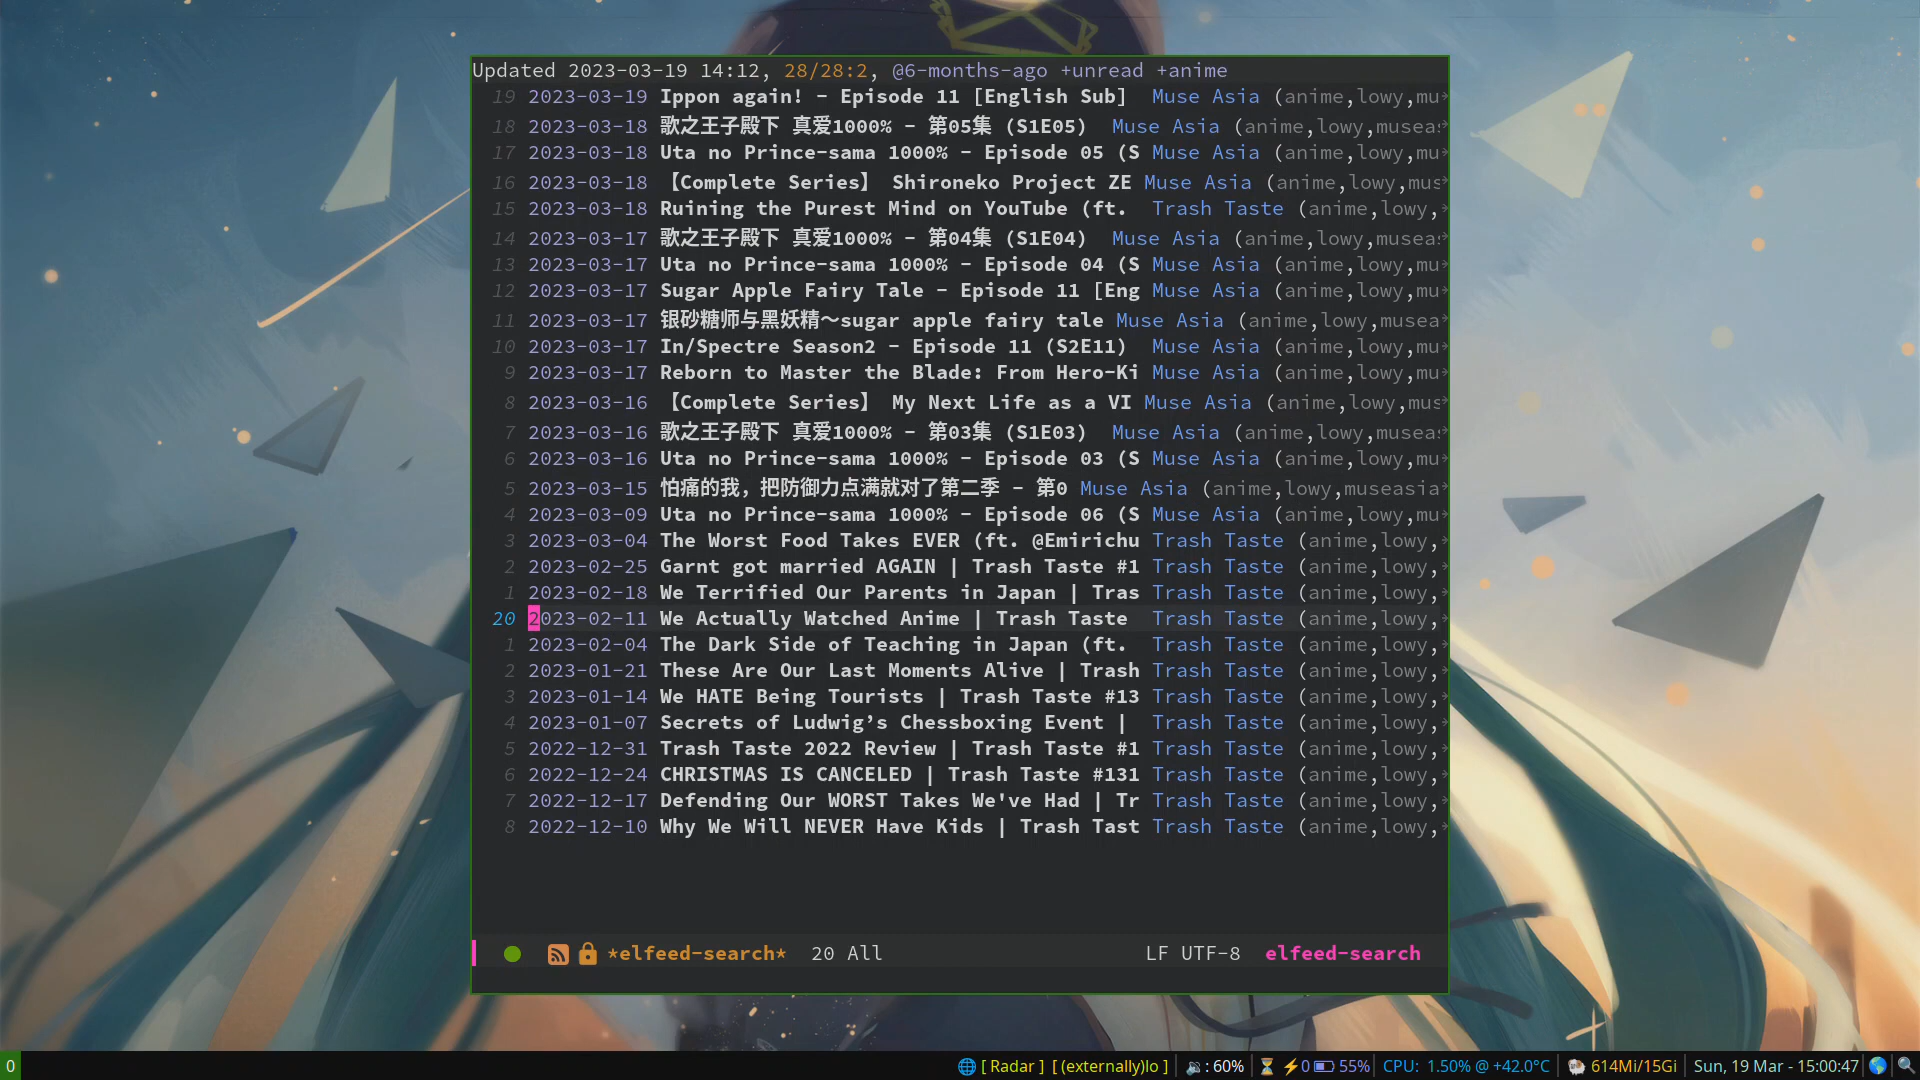 Updated 2023-03-19 14:12, 28/28:2, @6-months-ago +unread +anime
19 2023-03-19 Ippon again! - Episode 11 [English Sub] Muse Asia (anime,lowy,mu
18 2023-03-18 歌之王子殿下 真爱1000% - 第05集 (S1E05) Muse Asia (anime,lowy,museas
17 2023-03-18 Uta no Prince-sama 1000% - Episode 05 (S Muse Asia (anime,lowy,mu
16 2023-03-18 【Complete Series】 Shironeko Project ZE Muse Asia (anime,lowy,mus
15 2023-03-18 Ruining the Purest Mind on YouTube (ft. Trash Taste (anime,lowy,
14 2023-03-17 歌之王子殿下 真爱1000% - 第04集 (S1E04) Muse Asia (anime,lowy,museas
13 2023-03-17 Uta no Prince-sama 1000% - Episode 04 (S Muse Asia (anime,lowy,mu
12 2023-03-17 Sugar Apple Fairy Tale - Episode 11 [Eng Muse Asia (anime,lowy,mu
11 2023-03-17 银砂糖师与黑妖精～sugar apple fairy tale Muse Asia (anime,lowy,musea
10 2023-03-17 In/Spectre Season2 - Episode 11 (S2E11) Muse Asia (anime,lowy,mu
9 2023-03-17 Reborn to Master the Blade: From Hero-Ki Muse Asia (anime,lowy,mu
8 2023-03-16 【Complete Series】 My Next Life as a VI Muse Asia (anime,lowy,mus
7 2023-03-16 歌之王子殿下 真爱1000% - 第03集 (S1E03) Muse Asia (anime,lowy,museas
6 2023-03-16 Uta no Prince-sama 1000% - Episode 03 (S Muse Asia (anime,lowy,mu
5 2023-03-15 怕痛的我，把防御力点满就对了第二季 - 第0 Muse Asia (anime,lowy,museasia
4 2023-03-09 Uta no Prince-sama 1000% - Episode 06 (S Muse Asia (anime,lowy,mu
3 2023-03-04 The Worst Food Takes EVER (ft. @Emirichu Trash Taste (anime,lowy,
2 2023-02-25 Garnt got married AGAIN | Trash Taste #1 Trash Taste (anime,lowy,
1 2023-02-18 We Terrified Our Parents in Japan | Tras Trash Taste (anime,lowy,
20 2023-02-11 We Actually Watched Anime | Trash Taste Trash Taste (anime,lowy,
1 2023-02-04 The Dark Side of Teaching in Japan (ft. Trash Taste (anime,lowy,
2 2023-01-21 These Are Our Last Moments Alive | Trash Trash Taste (anime,lowy,
3 2023-01-14 We HATE Being Tourists | Trash Taste #13 Trash Taste (anime,lowy,
4 2023-01-07 Secrets of Ludwig’s Chessboxing Event | Trash Taste (anime,lowy,
5 2022-12-31 Trash Taste 2022 Review | Trash Taste #1 Trash Taste (anime,lowy,
6 2022-12-24 CHRISTMAS IS CANCELED | Trash Taste #131 Trash Taste (anime,lowy,
7 2022-12-17 Defending Our WORST Takes We've Had | Tr Trash Taste (anime,lowy,
8 2022-12-10 Why We Will NEVER Have Kids | Trash Tast Trash Taste (anime,lowy,
*elfeed-search* 20 All LF UTF-8 elfeed-search
0 [ Radar ] [ (externally)lo ] : 60% 0 55% CPU: 1.50% @ +42.0°C 614Mi/15Gi Sun, 19 Mar - 15:00:47